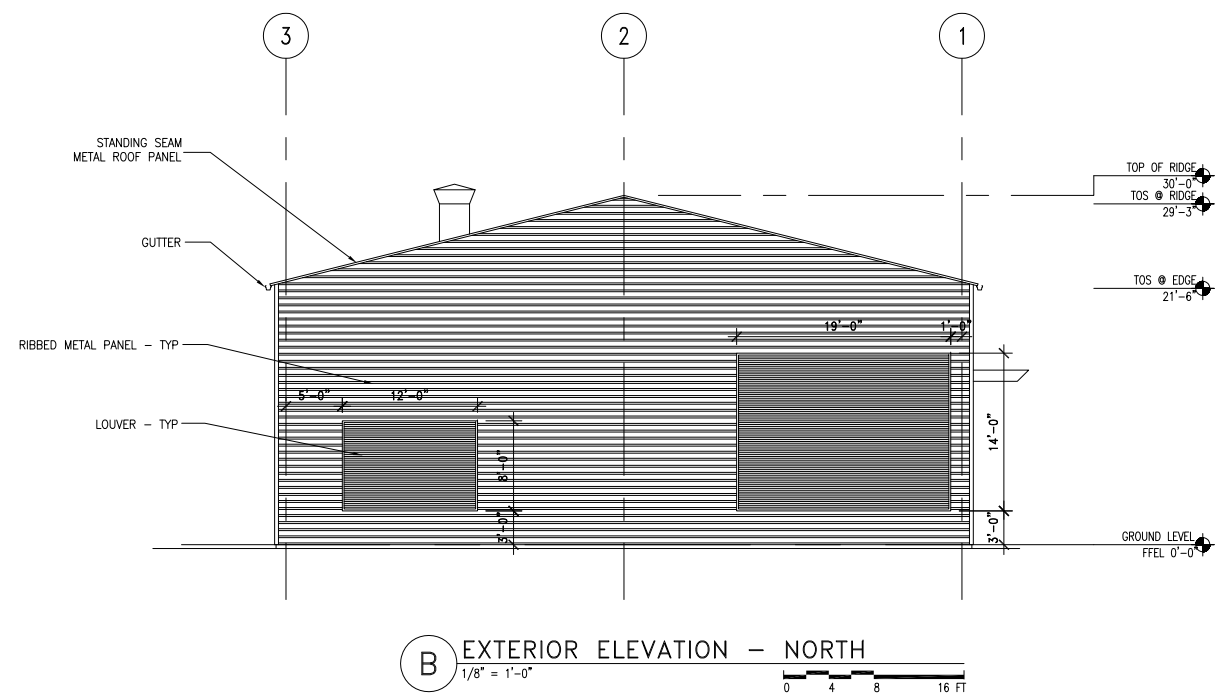 3
2
1
STANDING SEAM
METAL ROOF PANEL
TOP OF RIDGE
30'-0"
TOS @ RIDGE
29'-3"
GUTTER
TOS @ EDGE
21'-6"
19'-0"
1'-0"
RIBBED METAL PANEL – TYP
5'-0"
12'-0"
LOUVER – TYP
14'-0"
8'-0"
3'-0"
3'-0"
GROUND LEVEL
FFEL 0'-0"
B
EXTERIOR ELEVATION – NORTH
1/8" = 1'-0"
0 4 8 16 FT